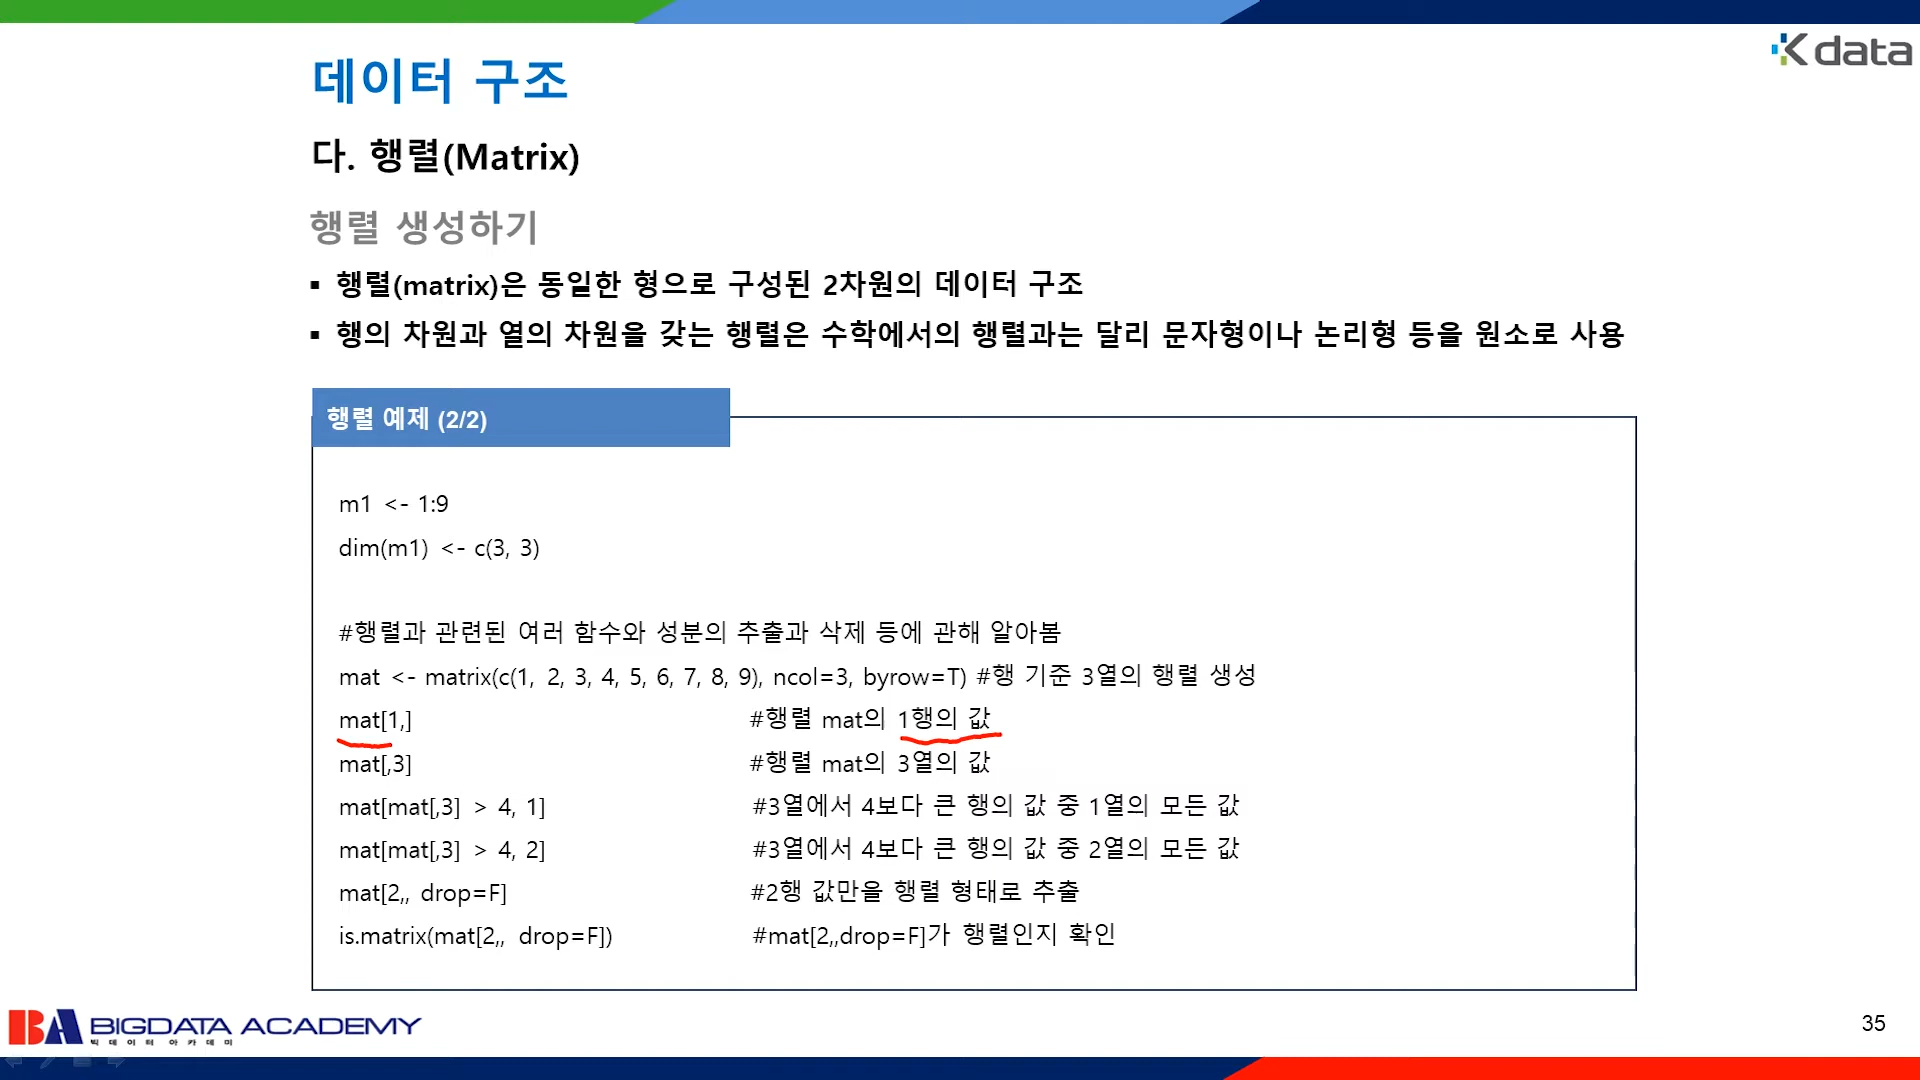 K data
데이터 구조
다. 행렬(Matrix)
행렬 생성하기
▪ 행렬(matrix)은 동일한 형으로 구성된 2차원의 데이터 구조
▪ 행의 차원과 열의 차원을 갖는 행렬은 수학에서의 행렬과는 달리 문자형이나 논리형 등을 원소로 사용
행렬 예제 (2/2)
m1 <- 1:9
dim(m1) <- c(3, 3)
#행렬과 관련된 여러 함수와 성분의 추출과 삭제 등에 관해 알아봄
mat <- matrix(c(1, 2, 3, 4, 5, 6, 7, 8, 9), ncol=3, byrow=T) #행 기준 3열의 행렬 생성
mat[1,] #행렬 mat의 1행의 값
mat[,3] #행렬 mat의 3열의 값
mat[mat[,3] > 4, 1] #3열에서 4보다 큰 행의 값 중 1열의 모든 값
mat[mat[,3] > 4, 2] #3열에서 4보다 큰 행의 값 중 2열의 모든 값
mat[2,, drop=F] #2행 값만을 행렬 형태로 추출
is.matrix(mat[2,, drop=F]) #mat[2,,drop=F]가 행렬인지 확인
BA BIGDATA ACADEMY
빅데이터 아카데미
35